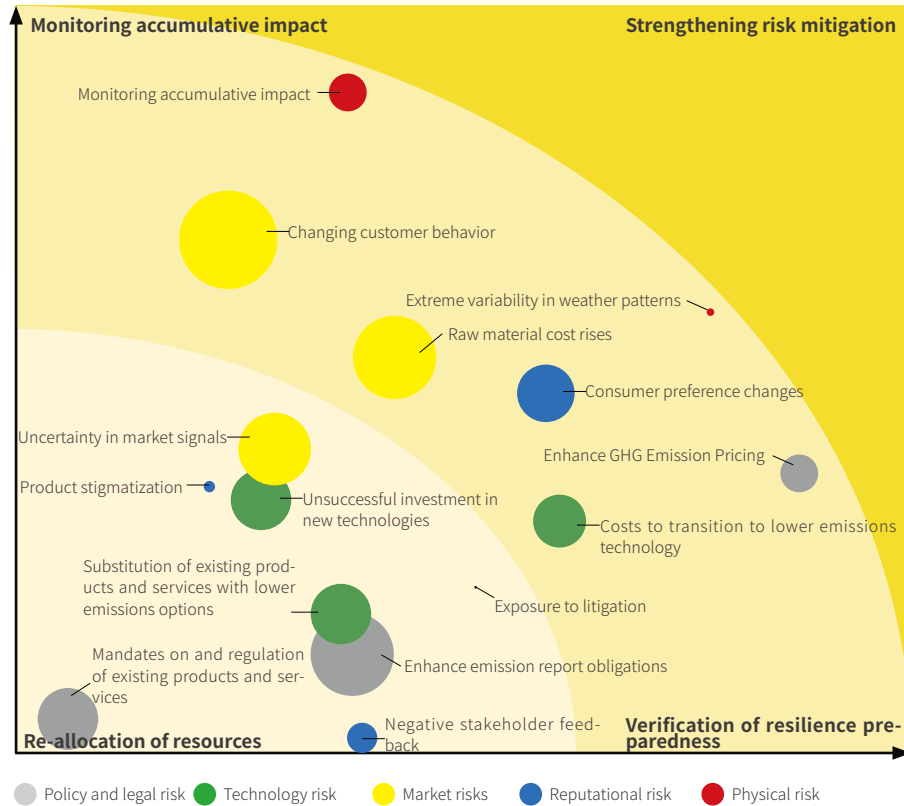 Monitoring accumulative impact
Strengthening risk mitigation
Monitoring accumulative impact
Changing customer behavior
Extreme variability in weather patterns
Raw material cost rises
Consumer preference changes
Uncertainty in market signals
Enhance GHG Emission Pricing
Product stigmatization
Unsuccessful investment in
new technologies
Costs to transition to lower emissions
technology
Substitution of existing prod-
ucts and services with lower
emissions options
Exposure to litigation
Mandates on and regulation
of existing products and ser-
vices
Enhance emission report obligations
Negative stakeholder feed-
back
Re-allocation of resources
Verification of resilience pre-
paredness
Policy and legal risk
Technology risk
Market risks
Reputational risk
Physical risk